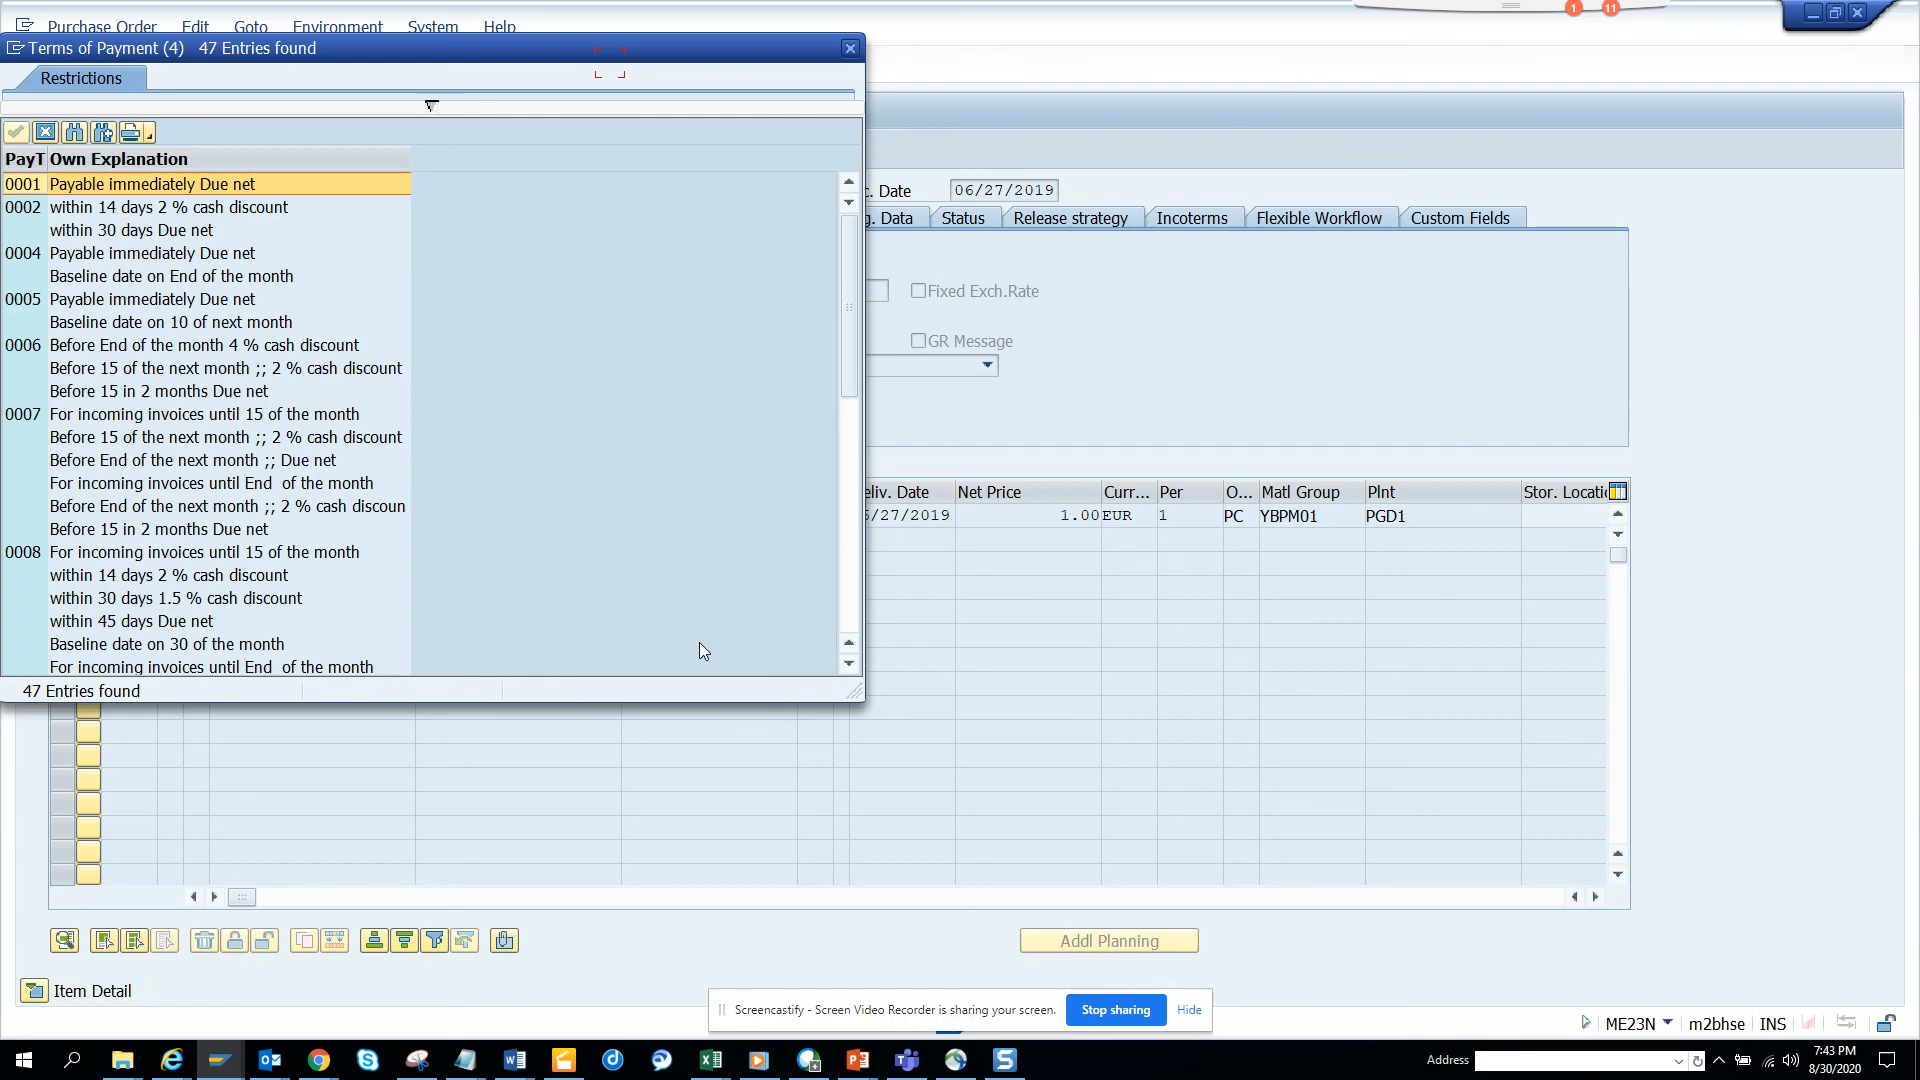 Purchase Order Edit Goto Environment System Help
1 11
Terms of Payment (4) 47 Entries found
Restrictions
PayT Own Explanation
0001 Payable immediately Due net
0002 within 14 days 2 % cash discount
within 30 days Due net
0004 Payable immediately Due net
Baseline date on End of the month
0005 Payable immediately Due net
Baseline date on 10 of next month
0006 Before End of the month 4 % cash discount
Before 15 of the next month ;; 2 % cash discount
Before 15 in 2 months Due net
0007 For incoming invoices until 15 of the month
Before 15 of the next month ;; 2 % cash discount
Before End of the next month ;; Due net
For incoming invoices until End of the month
Before End of the next month ;; 2 % cash discoun
Before 15 in 2 months Due net
0008 For incoming invoices until 15 of the month
within 14 days 2 % cash discount
within 30 days 1.5 % cash discount
within 45 days Due net
Baseline date on 30 of the month
For incoming invoices until End of the month
47 Entries found
c. Date 06/27/2019
g. Data Status Release strategy Incoterms Flexible Workflow Custom Fields
Fixed Exch.Rate
GR Message
eliv. Date Net Price Curr... Per O... Matl Group Plnt Stor. Locatio
6/27/2019 1.00 EUR 1 PC YBPM01 PGD1
Addl Planning
Item Detail
Screencastify - Screen Video Recorder is sharing your screen. Stop sharing Hide
ME23N m2bhse INS
Address
7:43 PM
8/30/2020